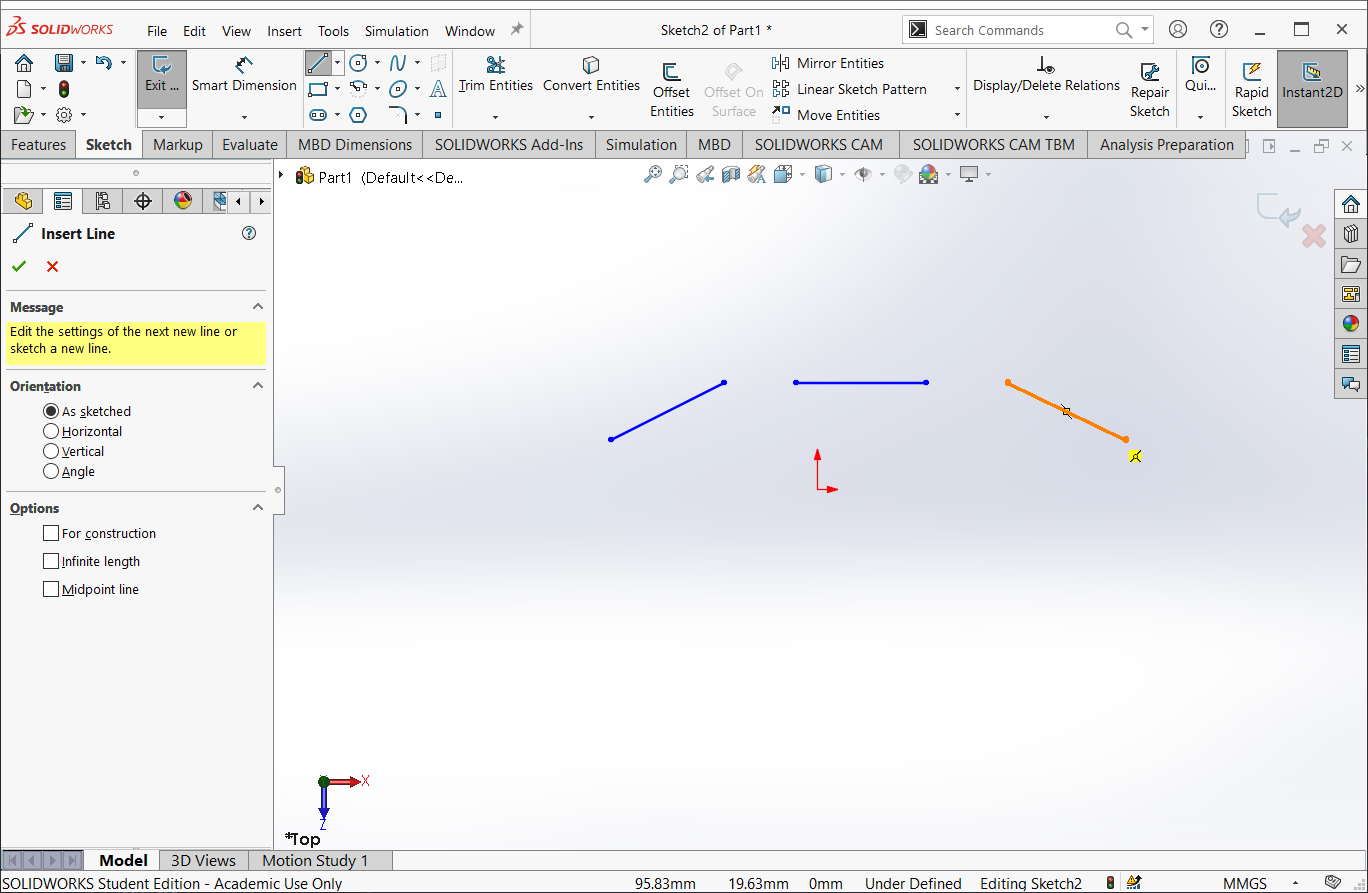 SOLIDWORKS File Edit View Insert Tools Simulation Window Sketch2 of Part1 * Search Commands
Exit ... Smart Dimension Trim Entities Convert Entities Offset Entities Offset On Surface Mirror Entities Linear Sketch Pattern Move Entities Display/Delete Relations Repair Sketch Qui... Rapid Sketch Instant2D
Features Sketch Markup Evaluate MBD Dimensions SOLIDWORKS Add-Ins Simulation MBD SOLIDWORKS CAM SOLIDWORKS CAM TBM Analysis Preparation
Part1 (Default<<De...
Insert Line
Message
Edit the settings of the next new line or
sketch a new line.
Orientation
As sketched
Horizontal
Vertical
Angle
Options
For construction
Infinite length
Midpoint line
X
Z
*Top
Model 3D Views Motion Study 1
SOLIDWORKS Student Edition - Academic Use Only 95.83mm 19.63mm 0mm Under Defined Editing Sketch2 MMGS